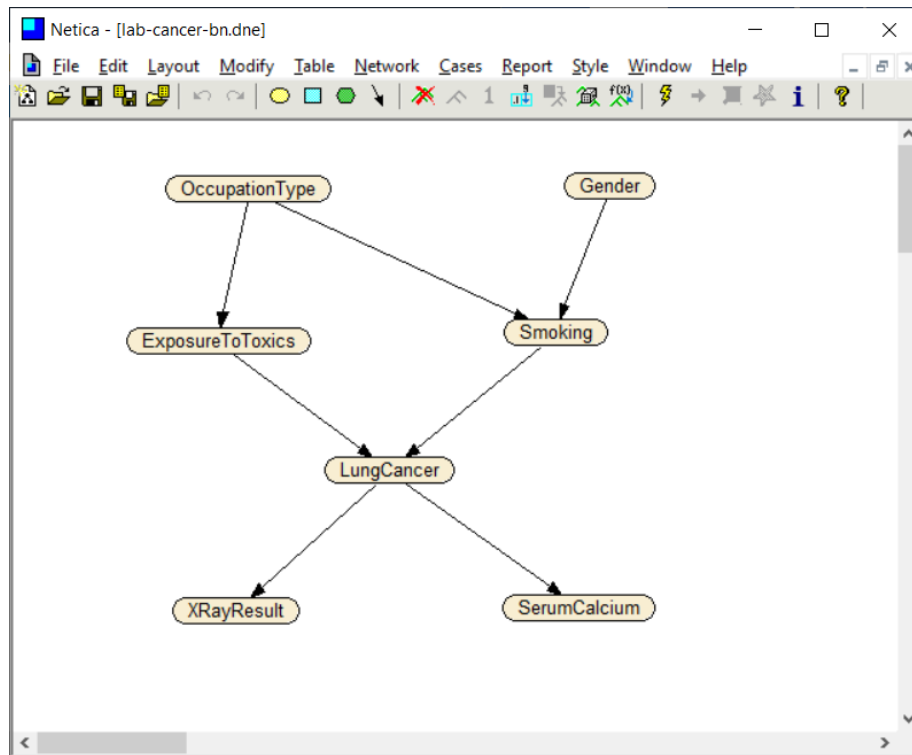 Netica - [lab-cancer-bn.dne]
File Edit Layout Modify Table Network Cases Report Style Window Help
1 f(x) i ?
OccupationType Gender
ExposureToToxics Smoking
LungCancer
XRayResult SerumCalcium